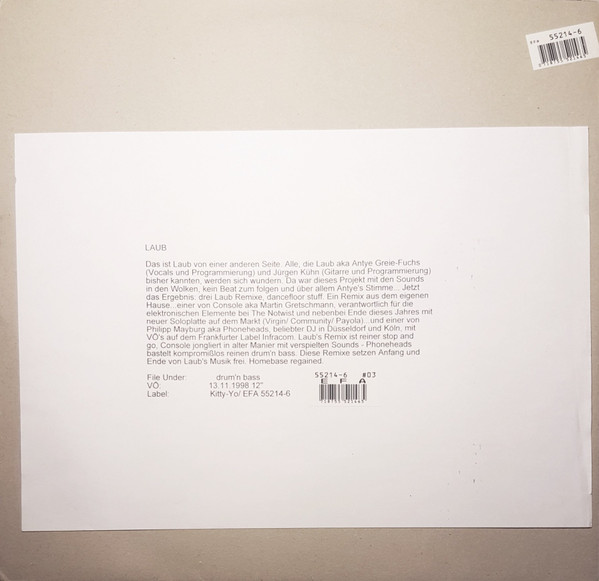 EFA 55214-6
LAUB
Das ist Laub von einer anderen Seite. Alle, die Laub aka Antye Greie-Fuchs
(Vocals und Programmierung) und Jürgen Kühn (Gitarre und Programmierung)
bisher kannten, werden sich wundern. Da war dieses Projekt mit den Sounds
in den Wolken, kein Beat zum folgen und über allem Antye's Stimme... Jetzt
das Ergebnis: drei Laub Remixe, dancefloor stuff. Ein Remix aus dem eigenen
Hause...einer von Console aka Martin Gretschmann, verantwortlich für die
elektronischen Elemente bei The Notwist und nebenbei Ende dieses Jahres mit
neuer Soloplatte auf dem Markt (Virgin/ Community/ Payola)...und einer von
Philipp Mayburg aka Phoneheads, beliebter DJ in Düsseldorf und Köln, mit
VÖ's auf dem Frankfurter Label Infracom. Laub's Remix ist reiner stop and
go, Console jongliert in alter Manier mit verspielten Sounds - Phoneheads
bastelt kompromißlos reinen drum'n bass. Diese Remixe setzen Anfang und
Ende von Laub's Musik frei. Homebase regained.
File Under: drum'n bass
VÖ: 13.11.1998 12"
Label: Kitty-Yo/ EFA 55214-6
55214-6 #03
E F A